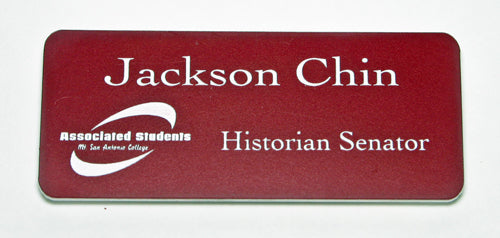 Jackson Chin
Associated Students
Mt. San Antonio College
Historian Senator